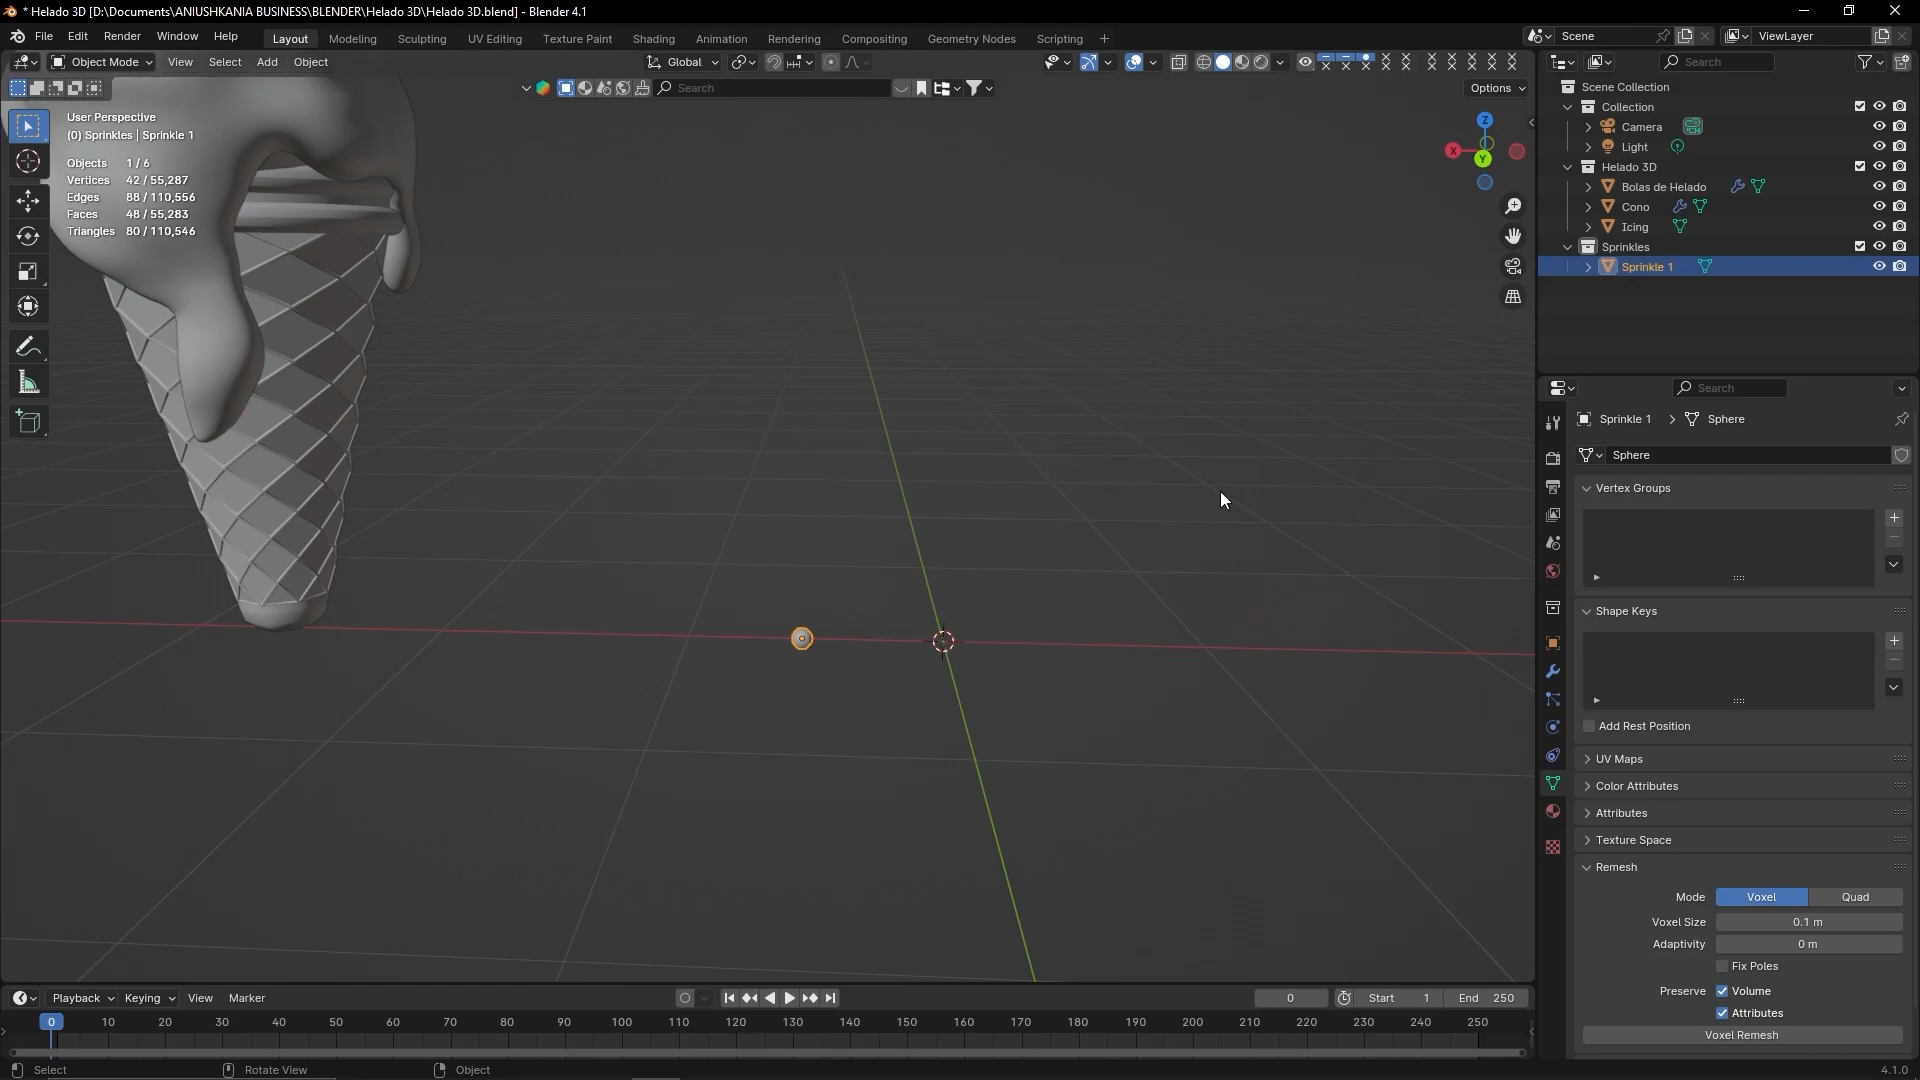 * Helado 3D [D:\Documents\ANIUSHKANIA BUSINESS\BLENDER\Helado 3D\Helado 3D.blend] - Blender 4.1
File Edit Render Window Help
Layout Modeling Sculpting UV Editing Texture Paint Shading Animation Rendering Compositing Geometry Nodes Scripting +
Scene
ViewLayer
Object Mode View Select Add Object
Global
Search
Options
Search
User Perspective
(0) Sprinkles | Sprinkle 1
Objects 1 / 6
Vertices 42 / 55,287
Edges 88 / 110,556
Faces 48 / 55,283
Triangles 80 / 110,546
Z
X
Y
Scene Collection
Collection
Camera
Light
Helado 3D
Bolas de Helado
Cono
Icing
Sprinkles
Sprinkle 1
Search
Sprinkle 1 > Sphere
Sphere
Vertex Groups
Shape Keys
Add Rest Position
UV Maps
Color Attributes
Attributes
Texture Space
Remesh
Mode Voxel Quad
Voxel Size 0.1 m
Adaptivity 0 m
Fix Poles
Preserve Volume
Attributes
Voxel Remesh
Playback Keying View Marker
0 Start 1 End 250
0 10 20 30 40 50 60 70 80 90 100 110 120 130 140 150 160 170 180 190 200 210 220 230 240 250
Select Rotate View Object
4.1.0